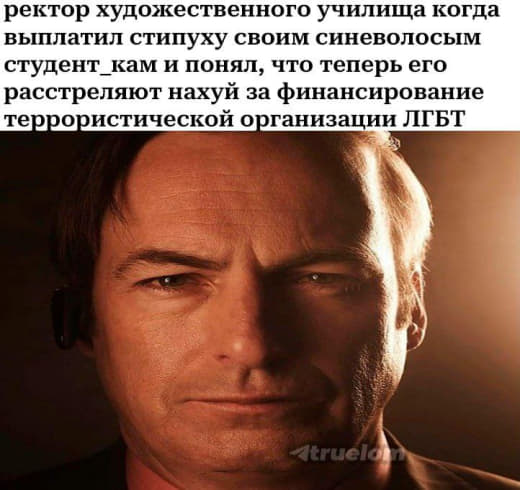 ректор художественного училища когда
выплатил стипуху своим синеволосым
студент_кам и понял, что теперь его
расстреляют нахуй за финансирование
террористической организации ЛГБТ
truelom